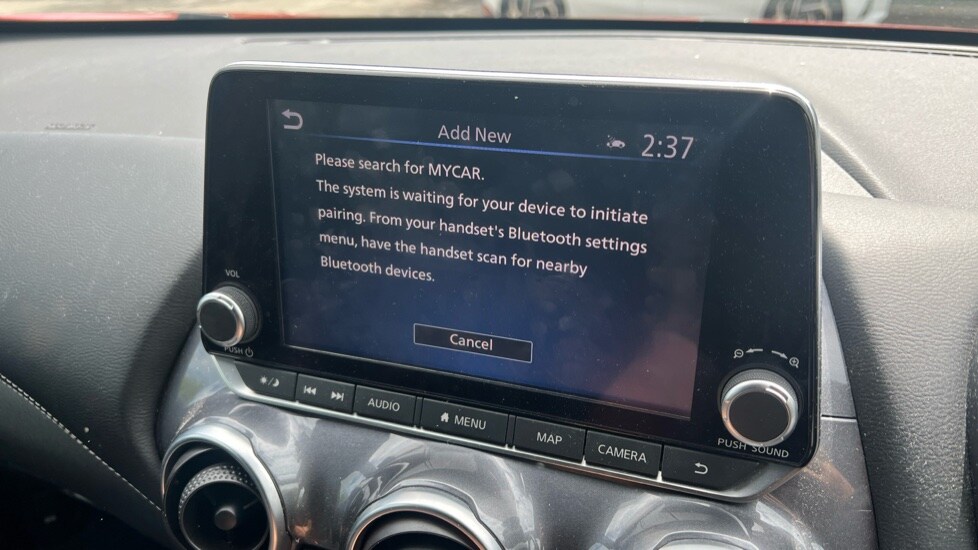 Add New
2:37
Please search for MYCAR.
The system is waiting for your device to initiate
pairing. From your handset's Bluetooth settings
menu, have the handset scan for nearby
Bluetooth devices.
Cancel
VOL
PUSH
AUDIO
MENU
MAP
CAMERA
PUSH SOUND